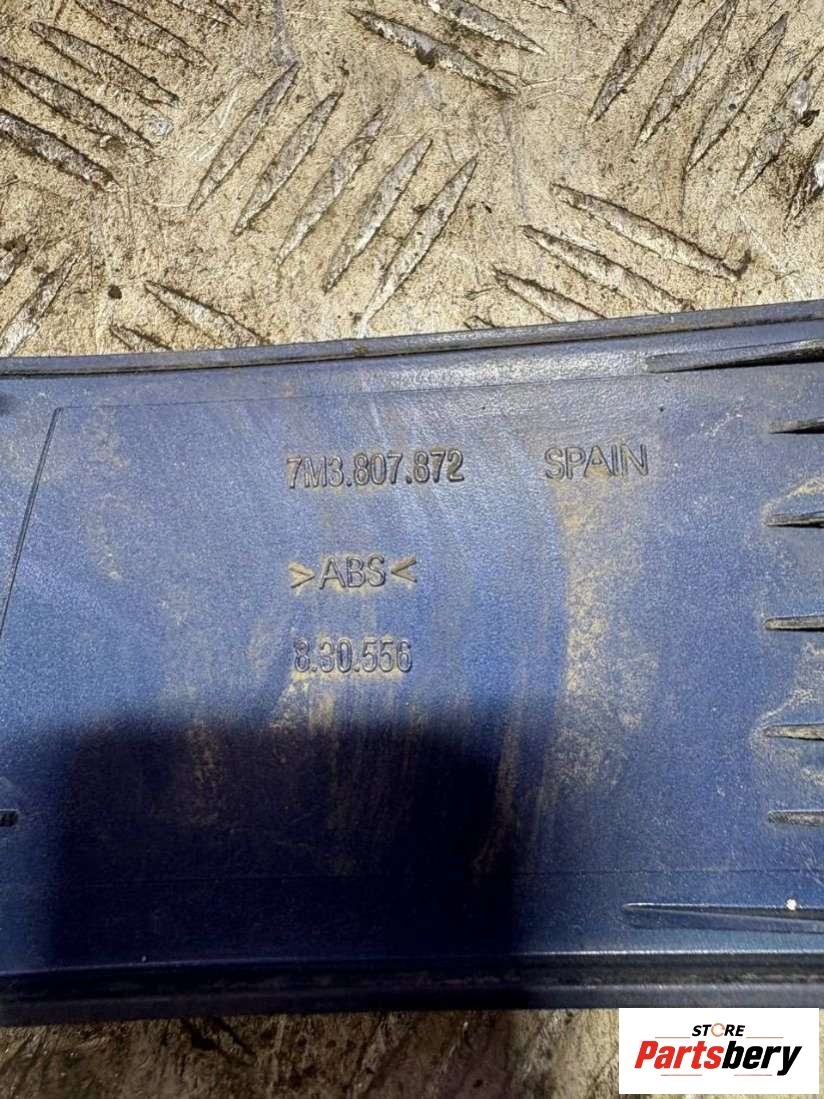 7M3.807.872 SPAIN
>ABS<
8.30.556
STORE
Partsbery